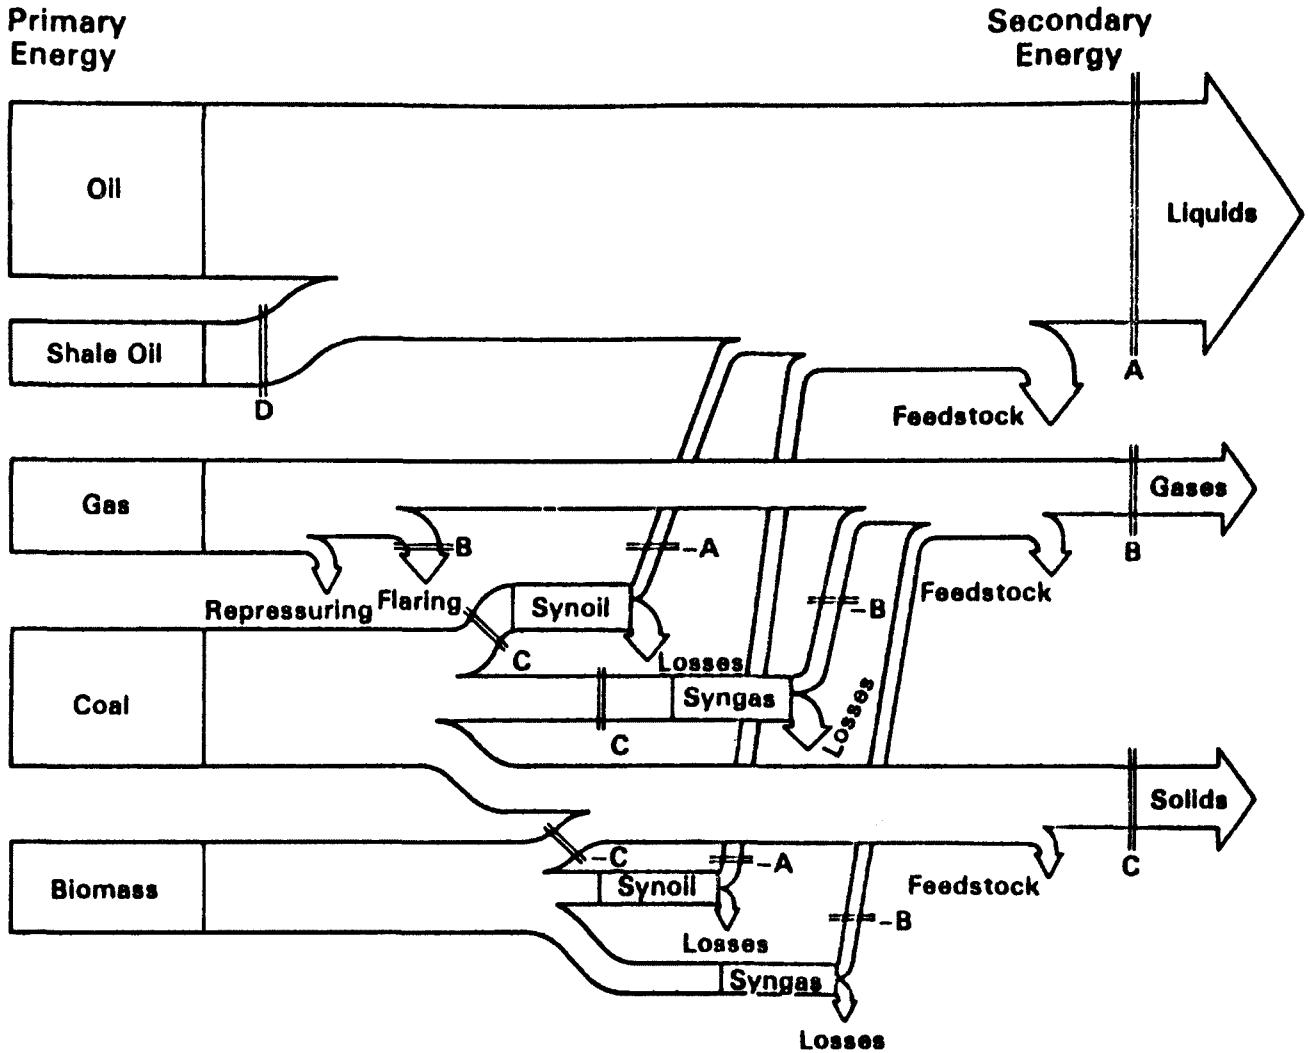 Primary
Energy
Secondary
Energy
Oil
Liquids
Shale Oil
A
D
Feedstock
Gas
Gases
B
-A
B
Repressuring
Flaring
Synoil
-B
Feedstock
C
Losses
Coal
Syngas
Losses
C
Solids
-C
-A
C
Biomass
Synoil
Feedstock
-B
Losses
Syngas
Losses